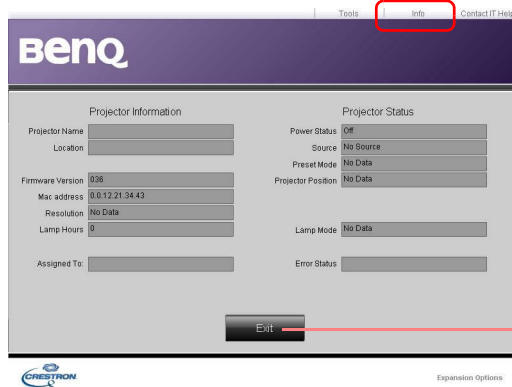 Tools Info Contact IT Help
BenQ
Projector Information
Projector Name
Location
Firmware Version 036
Mac address 0.0.12.21.34.43
Resolution No Data
Lamp Hours 0
Assigned To:
Projector Status
Power Status Off
Source No Source
Preset Mode No Data
Projector Position No Data
Lamp Mode No Data
Error Status
Exit
CRESTRON
Expansion Options